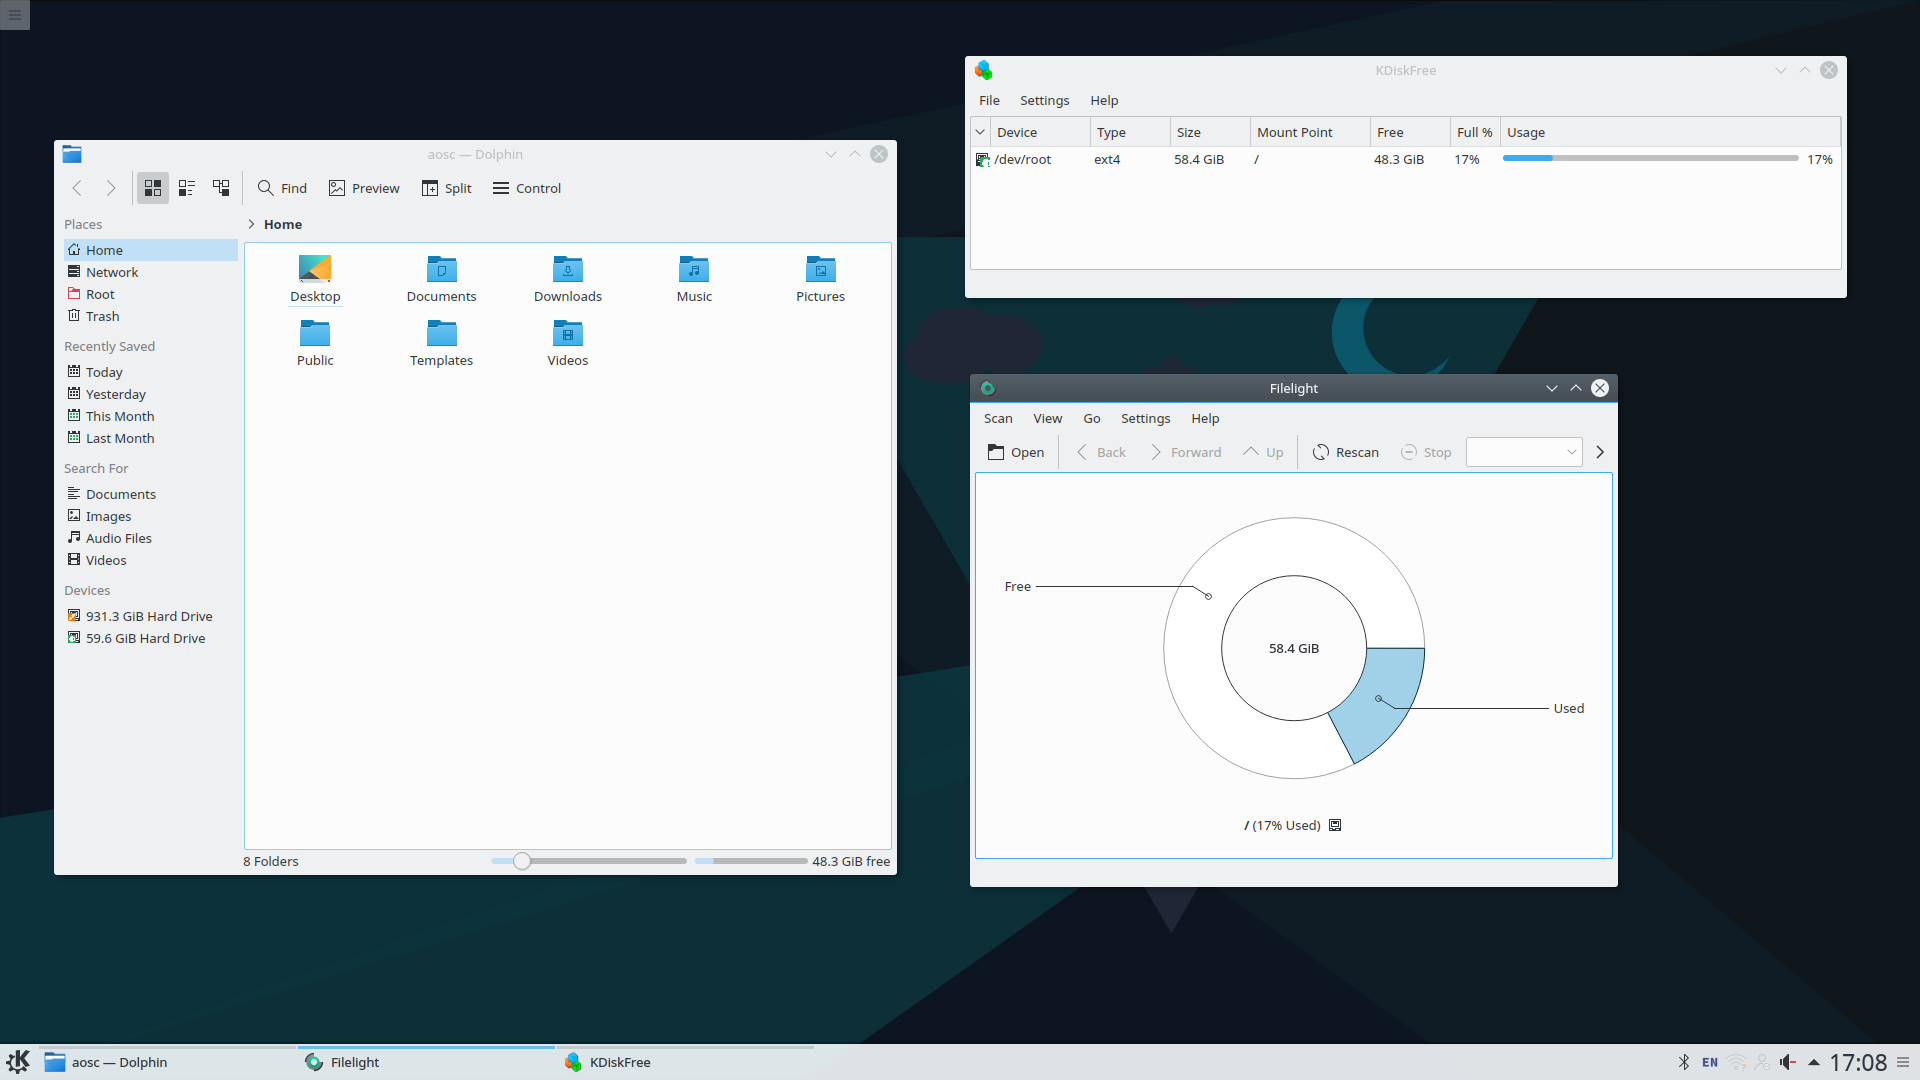 KDiskFree
File Settings Help
Device Type Size Mount Point Free Full % Usage
/dev/root ext4 58.4 GiB / 48.3 GiB 17% 17%
aosc — Dolphin
Find Preview Split Control
Places
Home
Network
Root
Trash
Recently Saved
Today
Yesterday
This Month
Last Month
Search For
Documents
Images
Audio Files
Videos
Devices
931.3 GiB Hard Drive
59.6 GiB Hard Drive
Home
Desktop Documents Downloads Music Pictures
Public Templates Videos
8 Folders 48.3 GiB free
Filelight
Scan View Go Settings Help
Open Back Forward Up Rescan Stop
Free
58.4 GiB
Used
/ (17% Used)
aosc — Dolphin Filelight KDiskFree EN 17:08